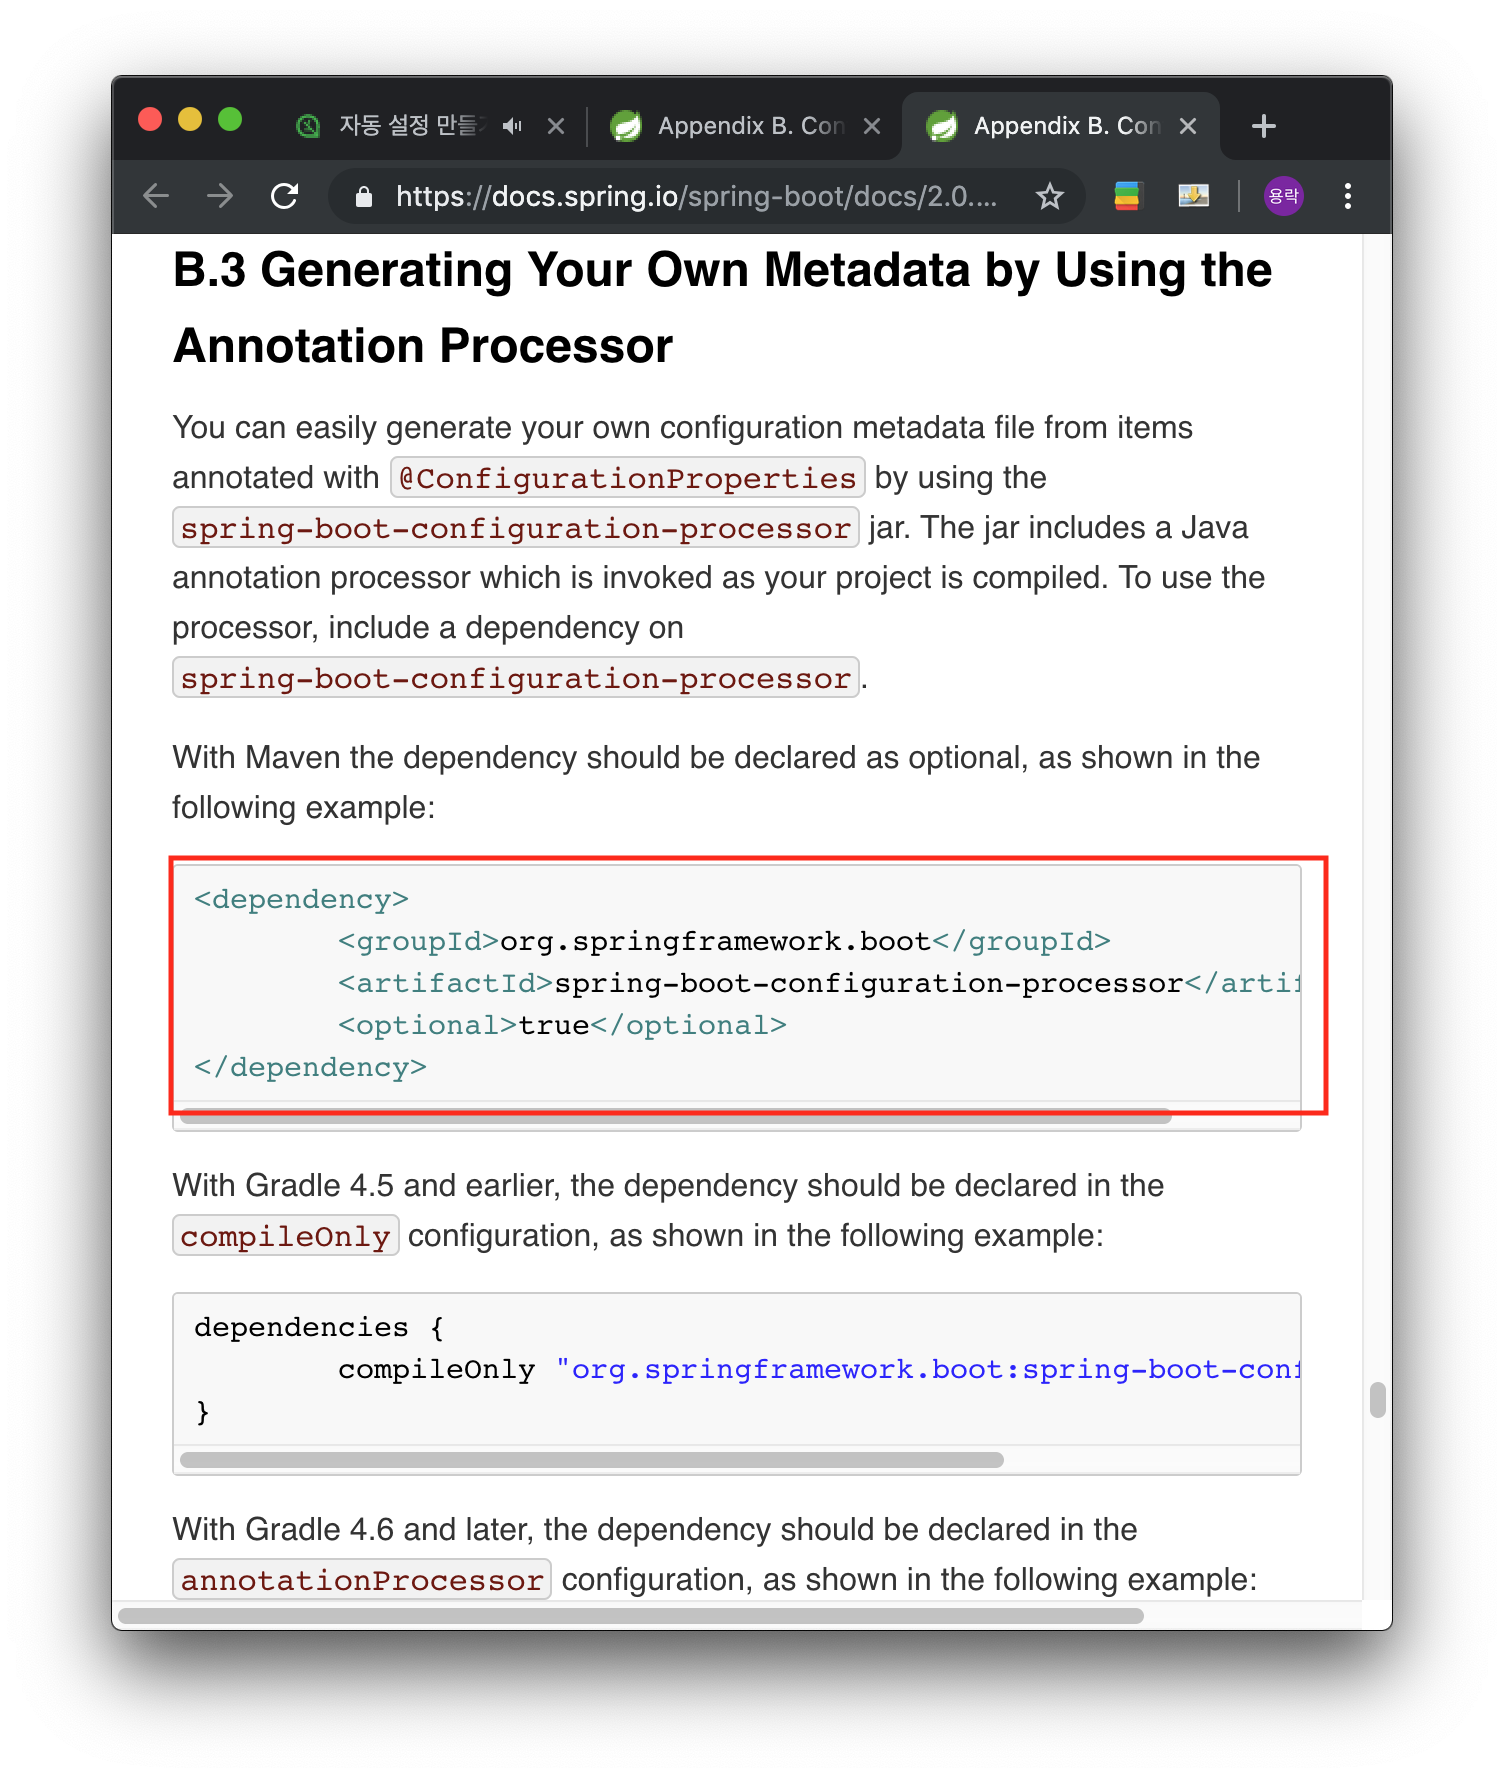 자동 설정 만들기
Appendix B. Con
Appendix B. Con
https://docs.spring.io/spring-boot/docs/2.0....
용락
B.3 Generating Your Own Metadata by Using the
Annotation Processor
You can easily generate your own configuration metadata file from items
annotated with @ConfigurationProperties by using the
spring-boot-configuration-processor jar. The jar includes a Java
annotation processor which is invoked as your project is compiled. To use the
processor, include a dependency on
spring-boot-configuration-processor.
With Maven the dependency should be declared as optional, as shown in the
following example:
<dependency>
<groupId>org.springframework.boot</groupId>
<artifactId>spring-boot-configuration-processor</artif
<optional>true</optional>
</dependency>
With Gradle 4.5 and earlier, the dependency should be declared in the
compileOnly configuration, as shown in the following example:
dependencies {
compileOnly "org.springframework.boot:spring-boot-conf
}
With Gradle 4.6 and later, the dependency should be declared in the
annotationProcessor configuration, as shown in the following example: